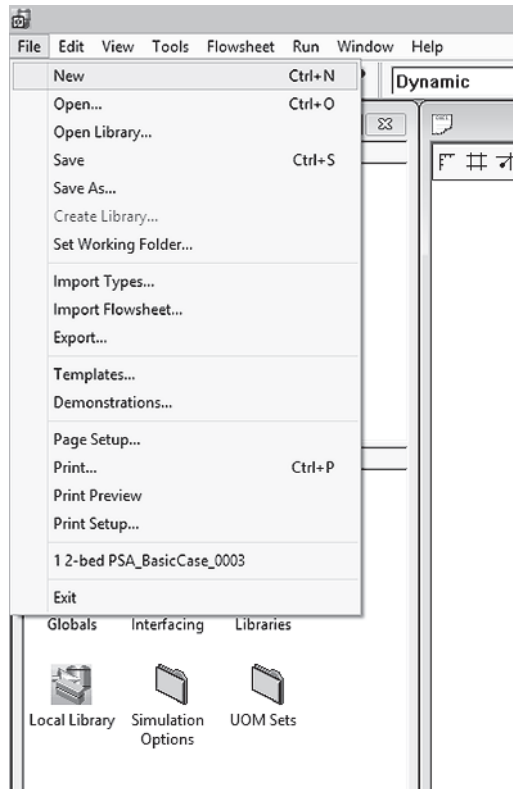 File Edit View Tools Flowsheet Run Window Help
New Ctrl+N
Dynamic
Open... Ctrl+O
Open Library...
Save Ctrl+S
Save As...
Create Library...
Set Working Folder...
Import Types...
Import Flowsheet...
Export...
Templates...
Demonstrations...
Page Setup...
Print... Ctrl+P
Print Preview
Print Setup...
1 2-bed PSA_BasicCase_0003
Exit
Globals Interfacing Libraries
Local Library Simulation Options UOM Sets